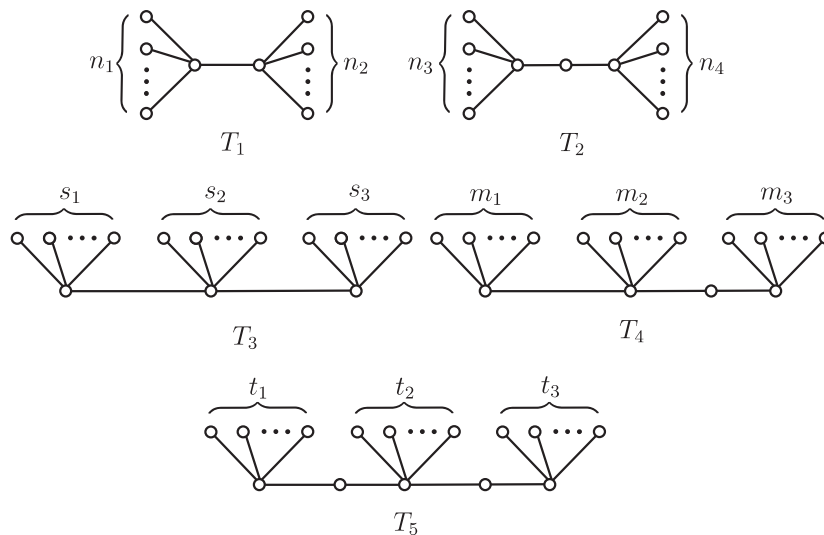 n₁ n₂ n₃ n₄
T₁ T₂
s₁ s₂ s₃ m₁ m₂ m₃
T₃ T₄
t₁ t₂ t₃
T₅